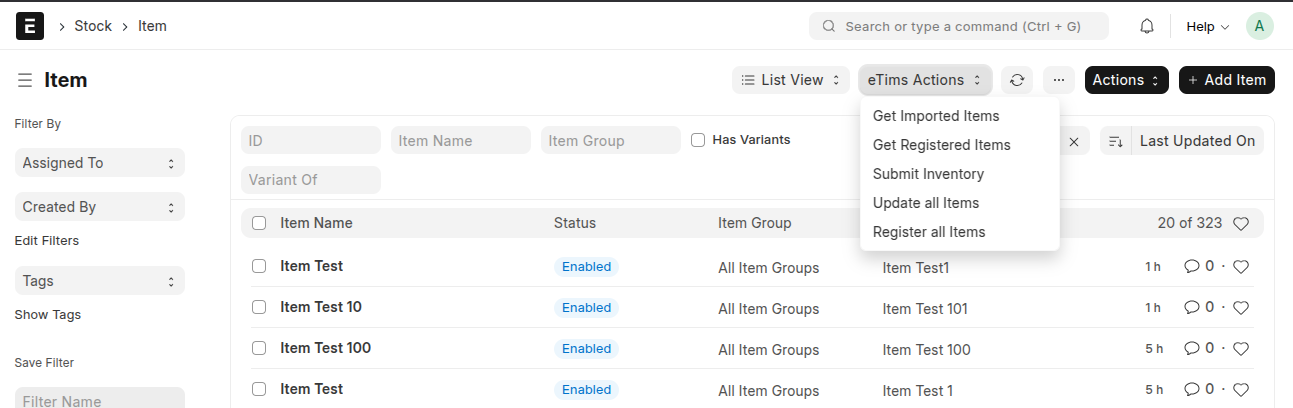 E > Stock > Item
Search or type a command (Ctrl + G)
Help
A
Item
List View
eTims Actions
...
Actions
+ Add Item
Get Imported Items
Get Registered Items
Submit Inventory
Update all Items
Register all Items
Filter By
Assigned To
Created By
Edit Filters
Tags
Show Tags
Save Filter
Filter Name
ID
Item Name
Item Group
Has Variants
Variant Of
Last Updated On
Item Name Status Item Group 20 of 323
Item Test Enabled All Item Groups Item Test1 1 h 0 ·
Item Test 10 Enabled All Item Groups Item Test 101 1 h 0 ·
Item Test 100 Enabled All Item Groups Item Test 100 5 h 0 ·
Item Test Enabled All Item Groups Item Test 1 5 h 0 ·